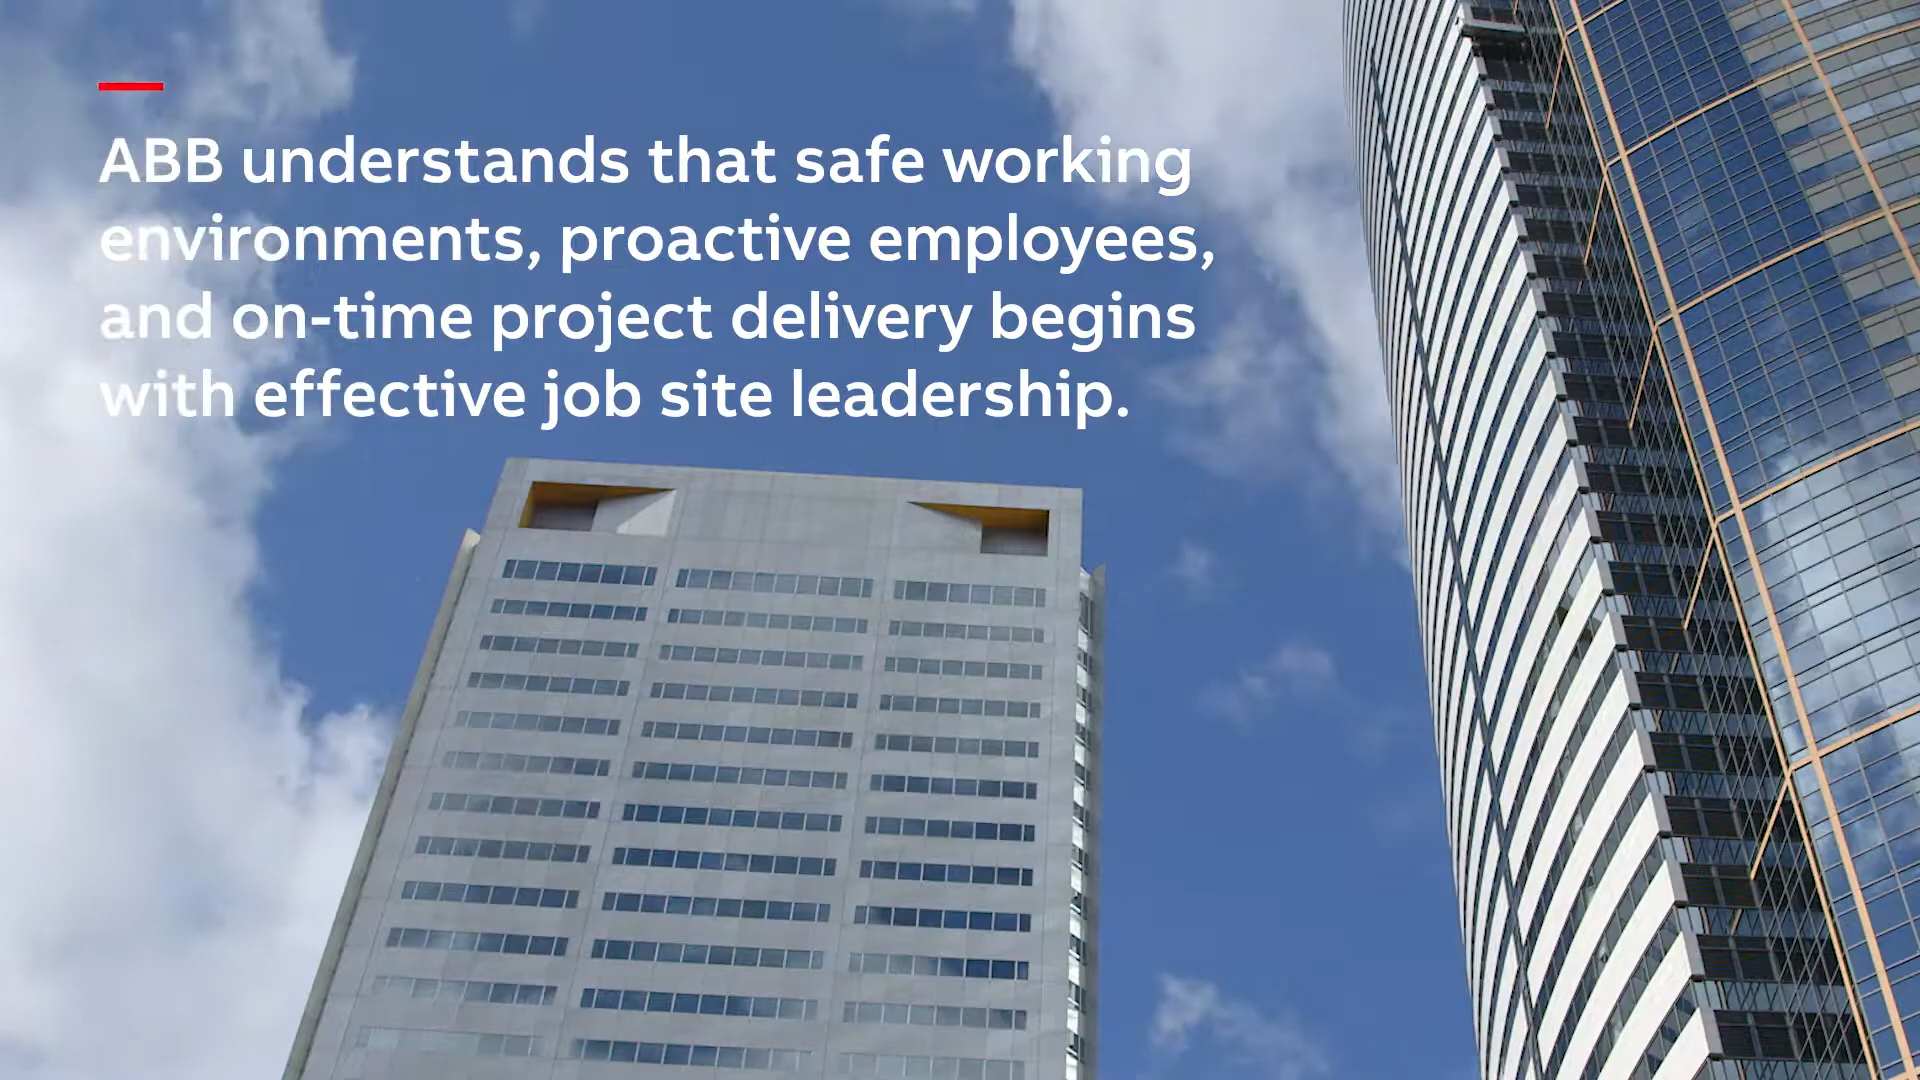 ABB understands that safe working
environments, proactive employees,
and on-time project delivery begins
with effective job site leadership.